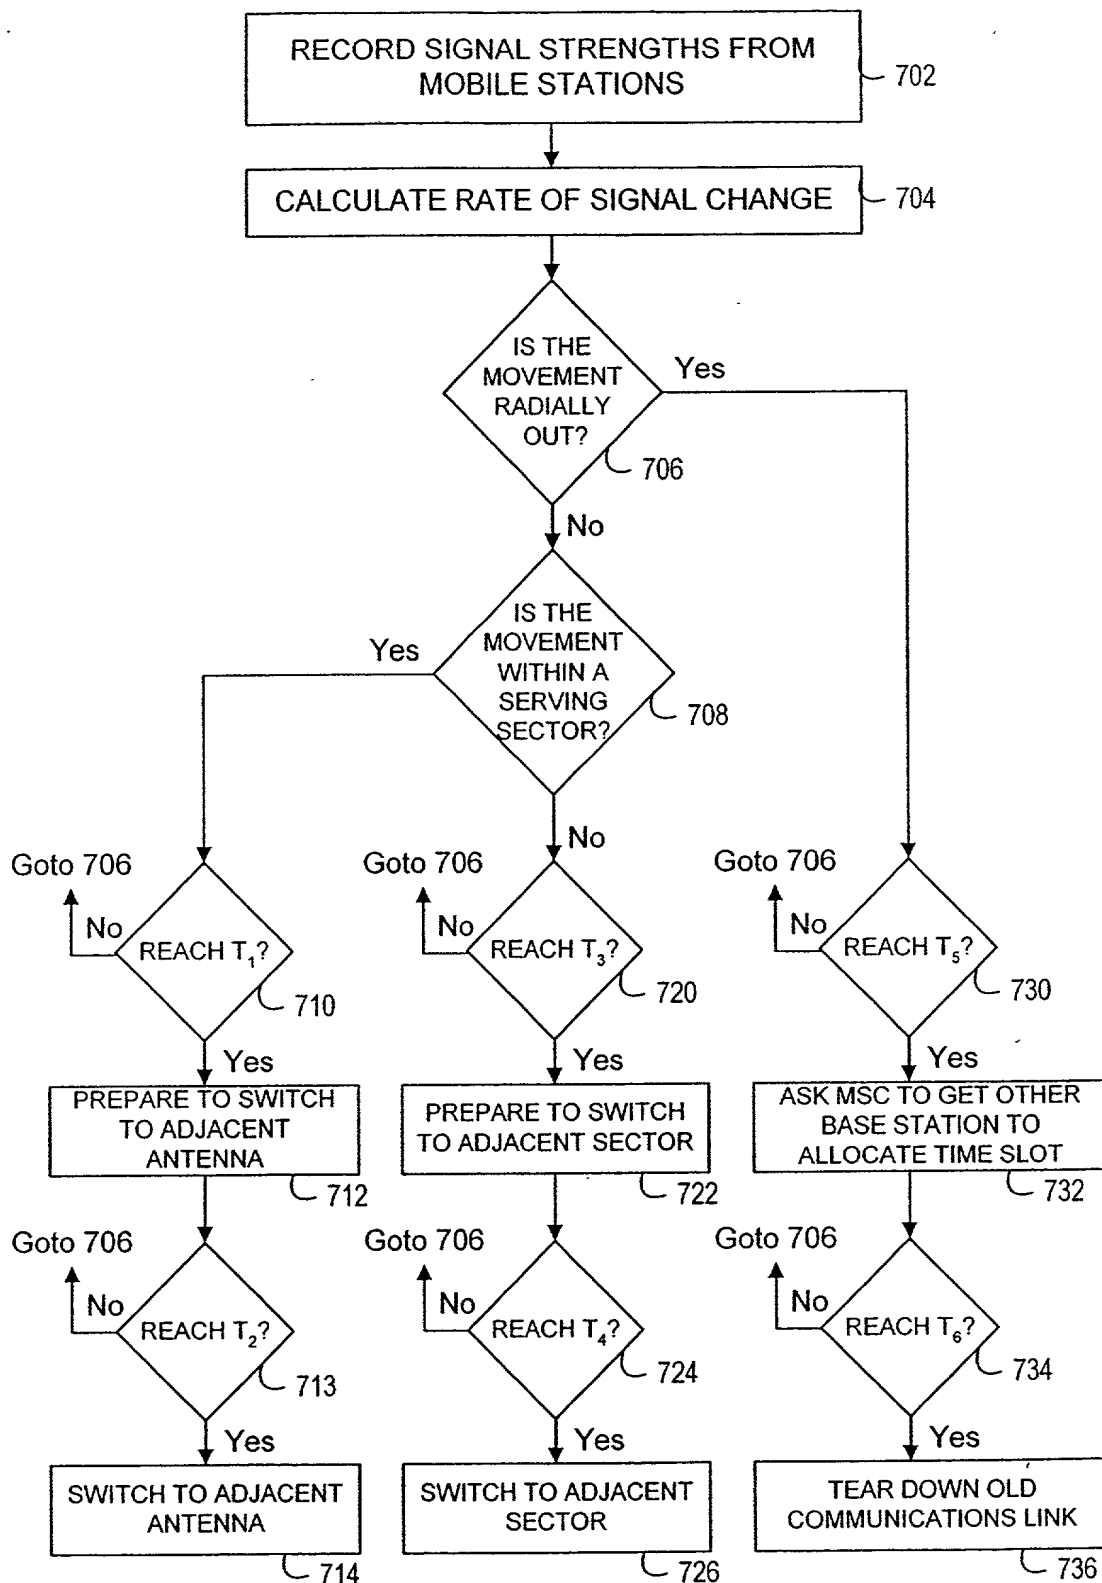 RECORD SIGNAL STRENGTHS FROM
MOBILE STATIONS
702
CALCULATE RATE OF SIGNAL CHANGE
704
IS THE
MOVEMENT
RADIALLY
OUT?
Yes
706
No
IS THE
MOVEMENT
WITHIN A
SERVING
SECTOR?
Yes
708
No
Goto 706
No
REACH T1?
710
Yes
PREPARE TO SWITCH
TO ADJACENT
ANTENNA
712
Goto 706
No
REACH T2?
713
Yes
SWITCH TO ADJACENT
ANTENNA
714
Goto 706
No
REACH T3?
720
Yes
PREPARE TO SWITCH
TO ADJACENT SECTOR
722
Goto 706
No
REACH T4?
724
Yes
SWITCH TO ADJACENT
SECTOR
726
Goto 706
No
REACH T5?
730
Yes
ASK MSC TO GET OTHER
BASE STATION TO
ALLOCATE TIME SLOT
732
Goto 706
No
REACH T6?
734
Yes
TEAR DOWN OLD
COMMUNICATIONS LINK
736